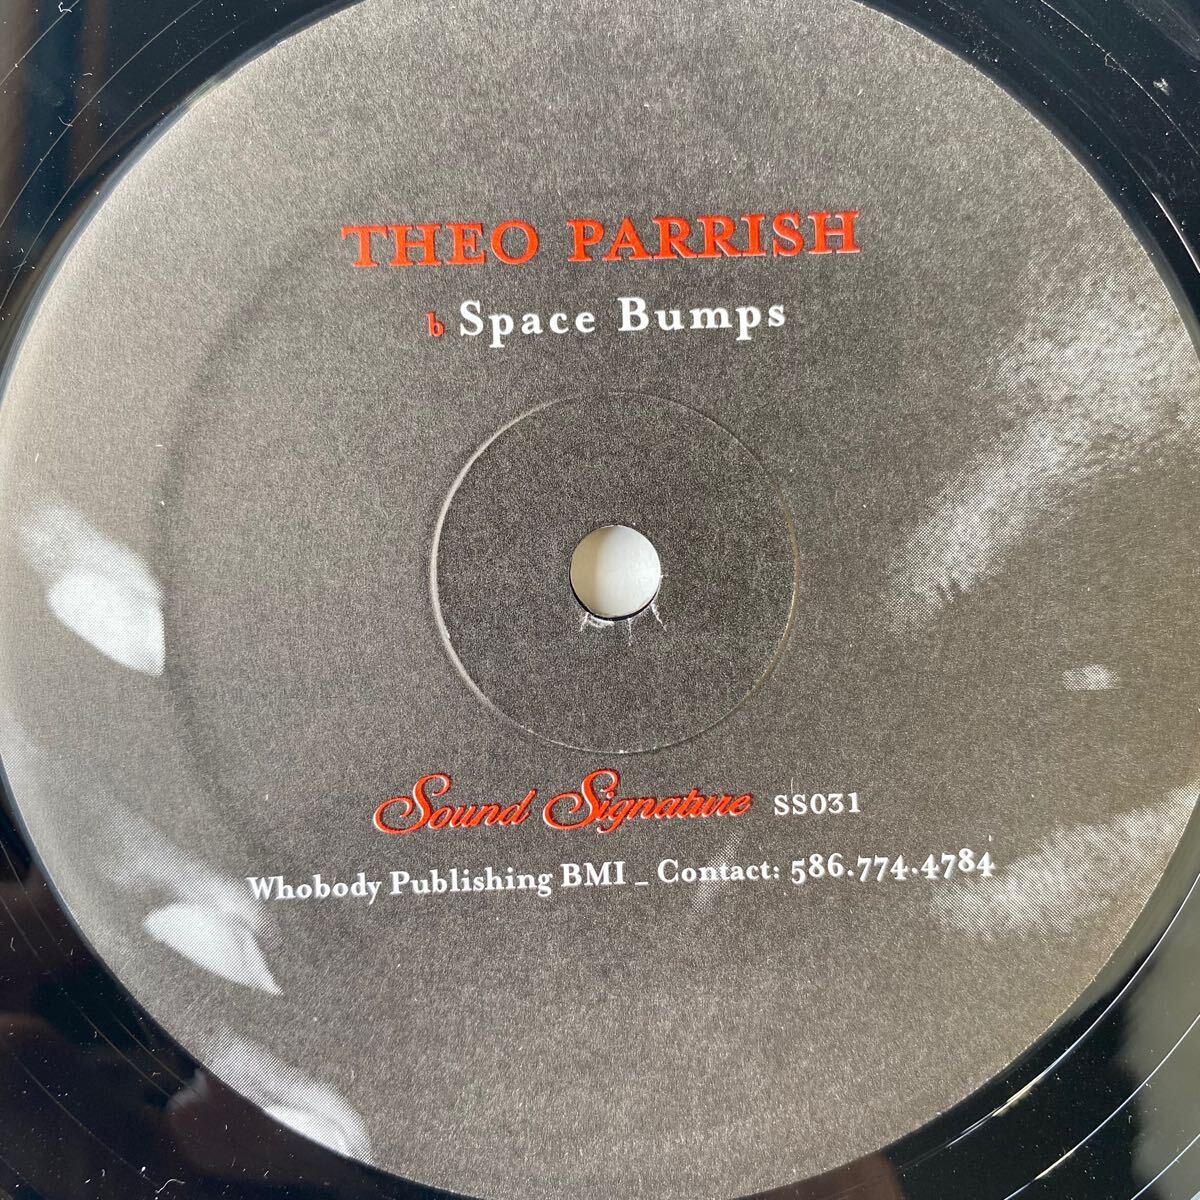 THEO PARRISH
b Space Bumps
Sound Signature SS031
Whobody Publishing BMI _ Contact: 586.774.4784